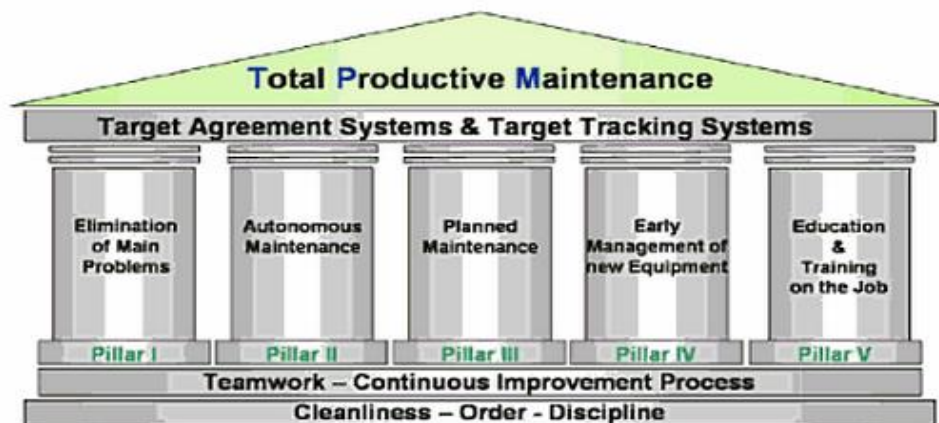 Total Productive Maintenance
Target Agreement Systems & Target Tracking Systems
Elimination
of Main
Problems
Autonomous
Maintenance
Planned
Maintenance
Early
Management of
new Equipment
Education
&
Training
on the Job
Pillar I
Pillar II
Pillar III
Pillar IV
Pillar V
Teamwork – Continuous Improvement Process
Cleanliness – Order - Discipline